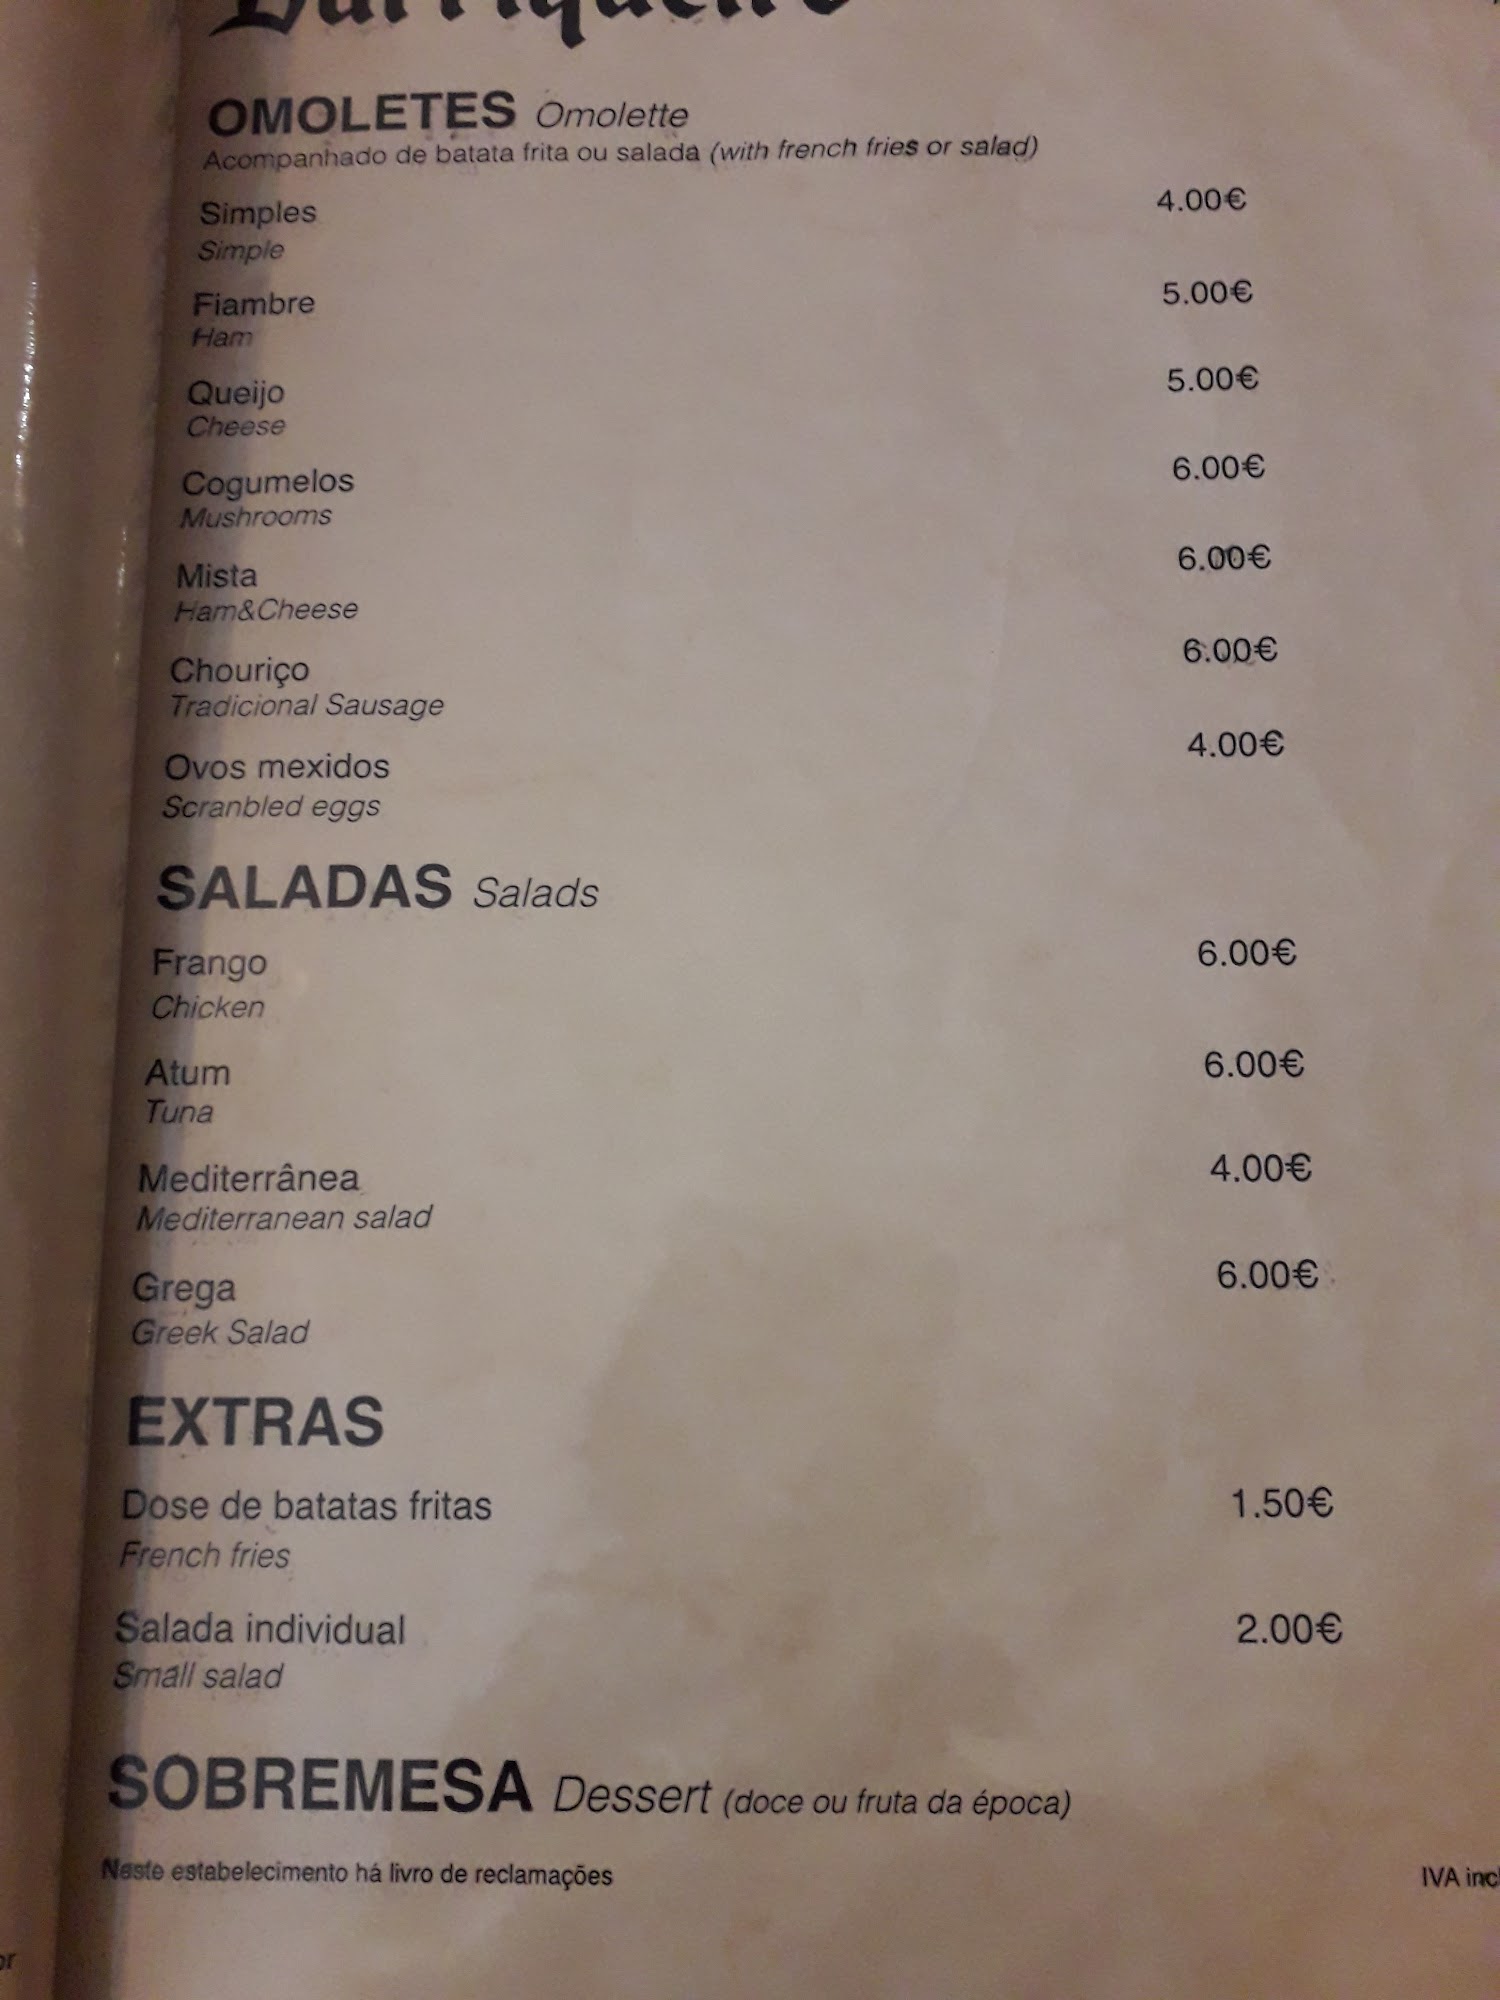 Barriqueiro
OMOLETES Omolette
Acompanhado de batata frita ou salada (with french fries or salad)
Simples 4.00€
Simple
Fiambre 5.00€
Ham
Queijo 5.00€
Cheese
Cogumelos 6.00€
Mushrooms
Mista 6.00€
Ham&Cheese
Chouriço 6.00€
Tradicional Sausage
Ovos mexidos 4.00€
Scranbled eggs
SALADAS Salads
Frango 6.00€
Chicken
Atum 6.00€
Tuna
Mediterrânea 4.00€
Mediterranean salad
Grega 6.00€
Greek Salad
EXTRAS
Dose de batatas fritas 1.50€
French fries
Salada individual 2.00€
Small salad
SOBREMESA Dessert (doce ou fruta da época)
Neste estabelecimento há livro de reclamações IVA incl